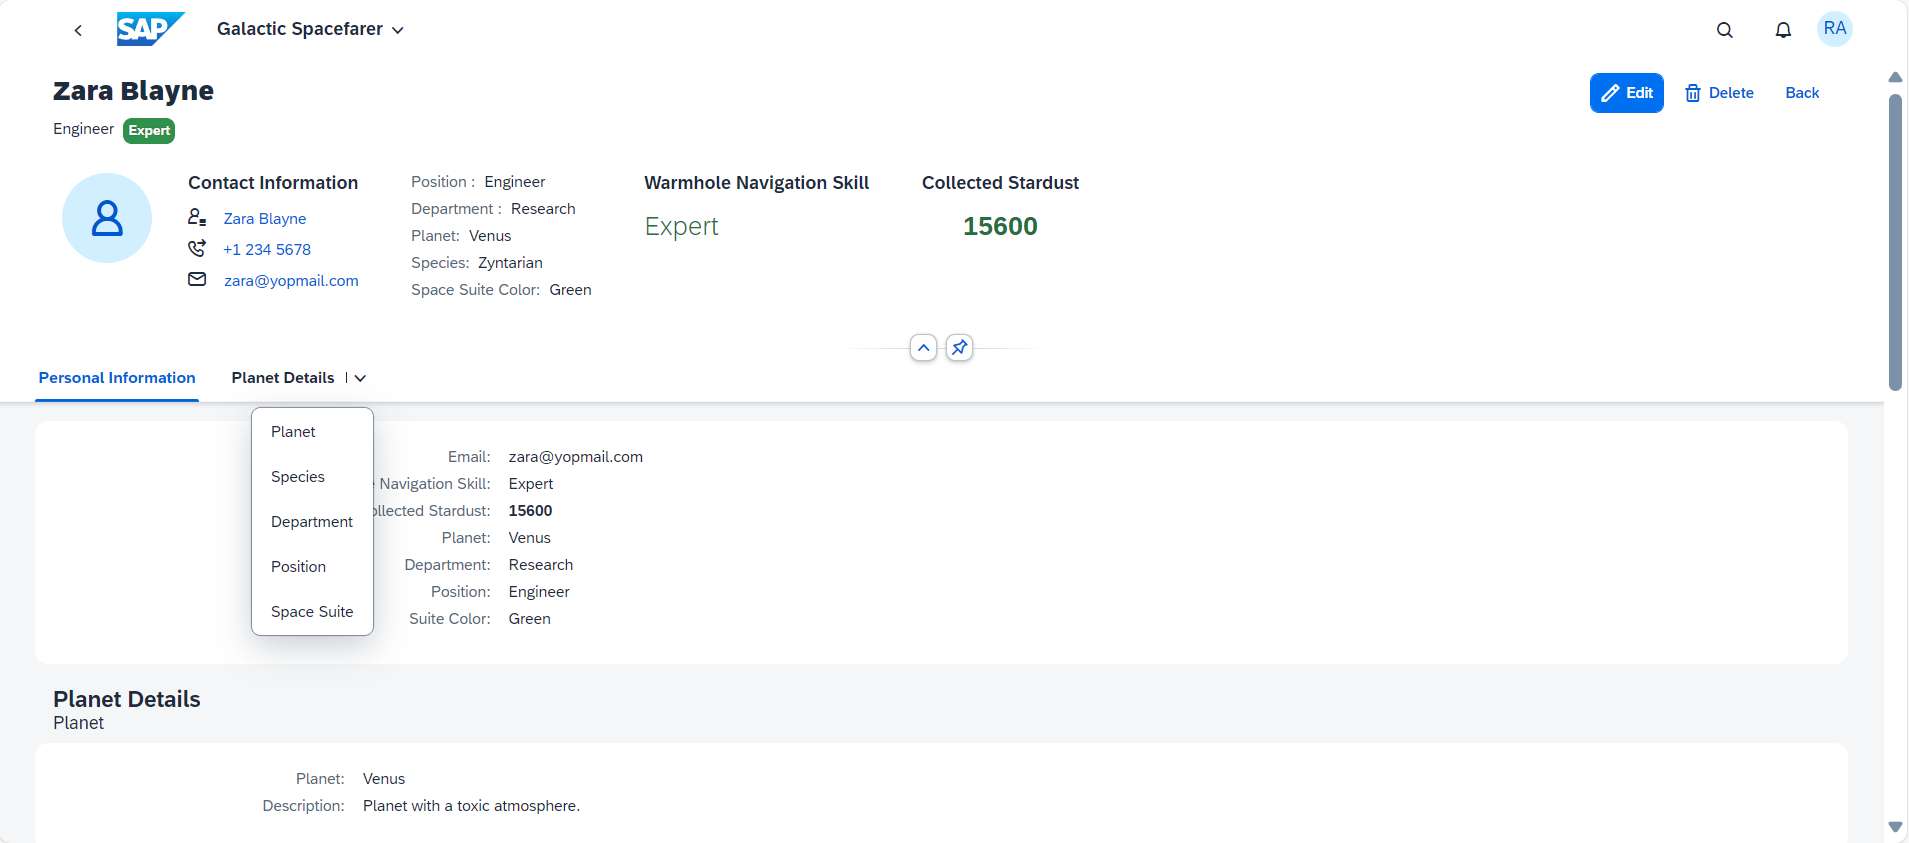 SAP Galactic Spacefarer RA
Zara Blayne
Edit Delete Back
Engineer Expert
Contact Information
Zara Blayne
+1 234 5678
zara@yopmail.com
Position : Engineer
Department : Research
Planet: Venus
Species: Zyntarian
Space Suite Color: Green
Warmhole Navigation Skill
Expert
Collected Stardust
15600
Personal Information Planet Details
Planet
Species
Department
Position
Space Suite
Email: zara@yopmail.com
Navigation Skill: Expert
ollected Stardust: 15600
Planet: Venus
Department: Research
Position: Engineer
Suite Color: Green
Planet Details
Planet
Planet: Venus
Description: Planet with a toxic atmosphere.